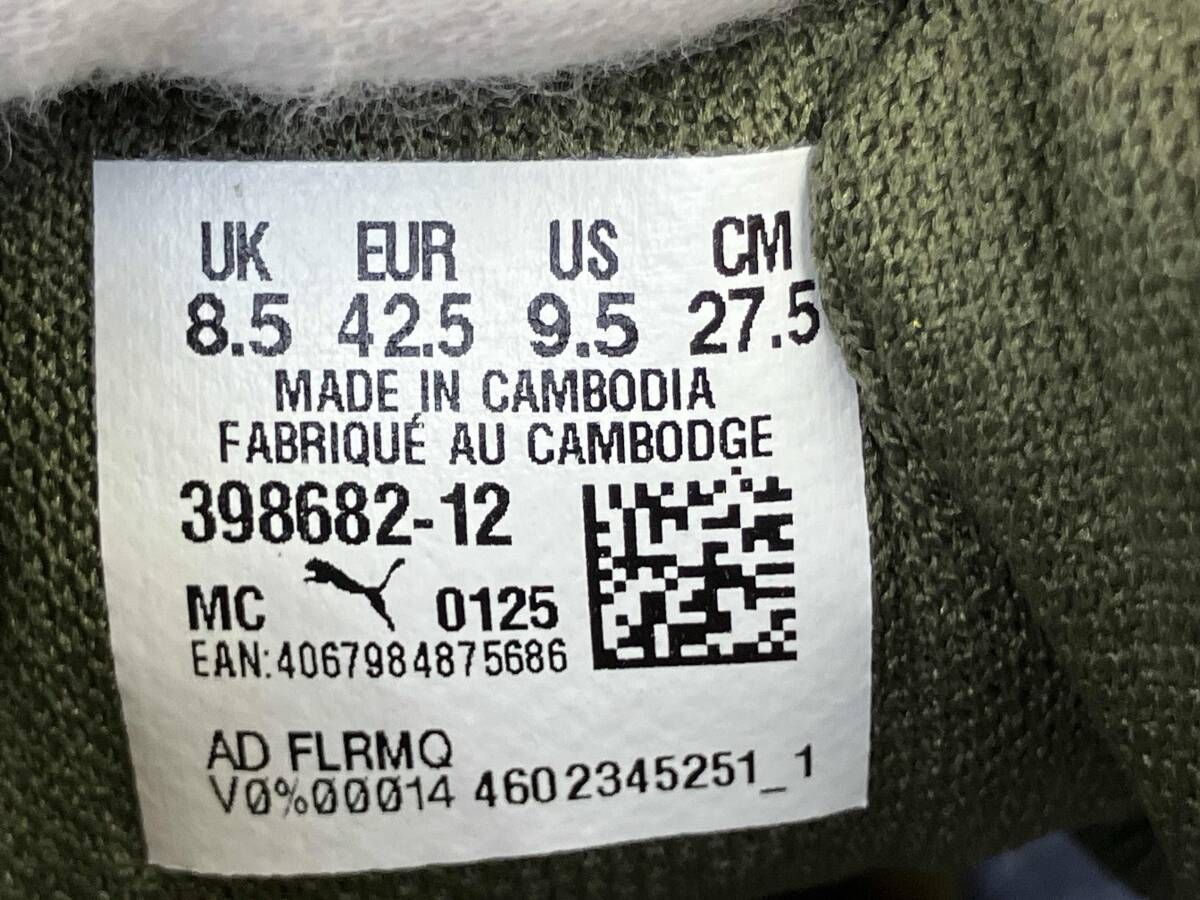 UK EUR US CM
8.5 42.5 9.5 27.5
MADE IN CAMBODIA
FABRIQUÉ AU CAMBODGE
398682-12
MC 0125
EAN:4067984875686
AD FLRMQ
V0%00014 4602345251_1